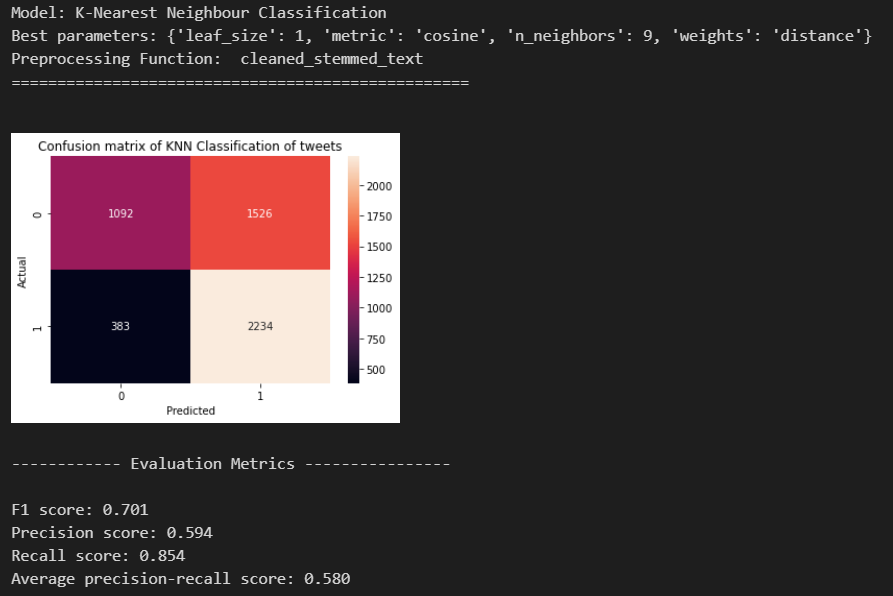 Model: K-Nearest Neighbour Classification
Best parameters: {'leaf_size': 1, 'metric': 'cosine', 'n_neighbors': 9, 'weights': 'distance'}
Preprocessing Function:  cleaned_stemmed_text
==================================================
Confusion matrix of KNN Classification of tweets
2000
1750
1500
1250
1000
750
500
Actual
0
1092
1526
1
383
2234
0
1
Predicted
------------ Evaluation Metrics ----------------
F1 score: 0.701
Precision score: 0.594
Recall score: 0.854
Average precision-recall score: 0.580